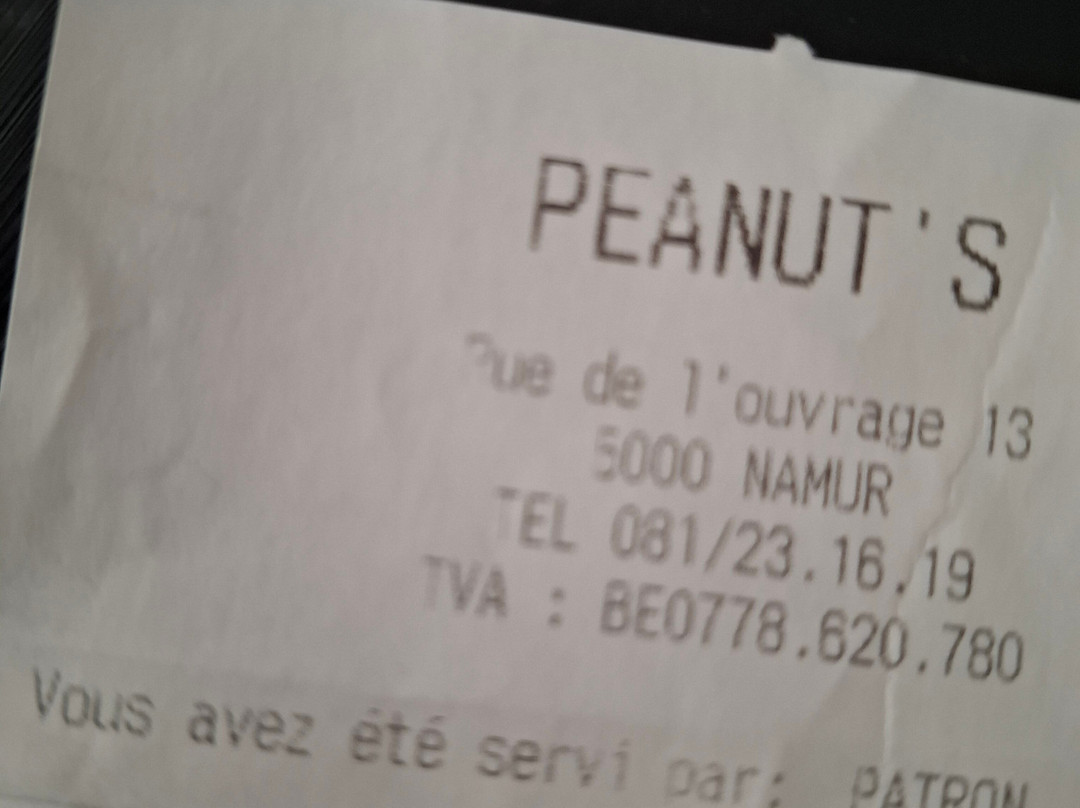 PEANUT'S
Rue de l'ouvrage 13
5000 NAMUR
TEL 081/23.16.19
TVA : BE0778.620.780
Vous avez été servi par: PATRON